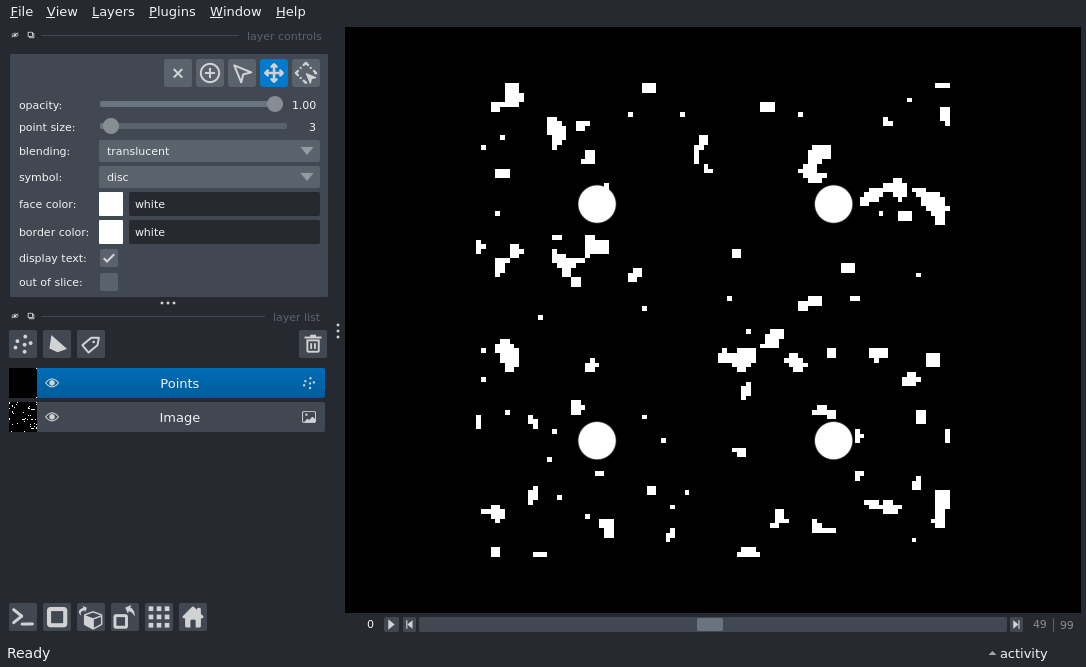 File View Layers Plugins Window Help
layer controls
opacity: 1.00
point size: 3
blending: translucent
symbol: disc
face color: white
border color: white
display text:
out of slice:
layer list
Points
Image
0 49 | 99
Ready activity